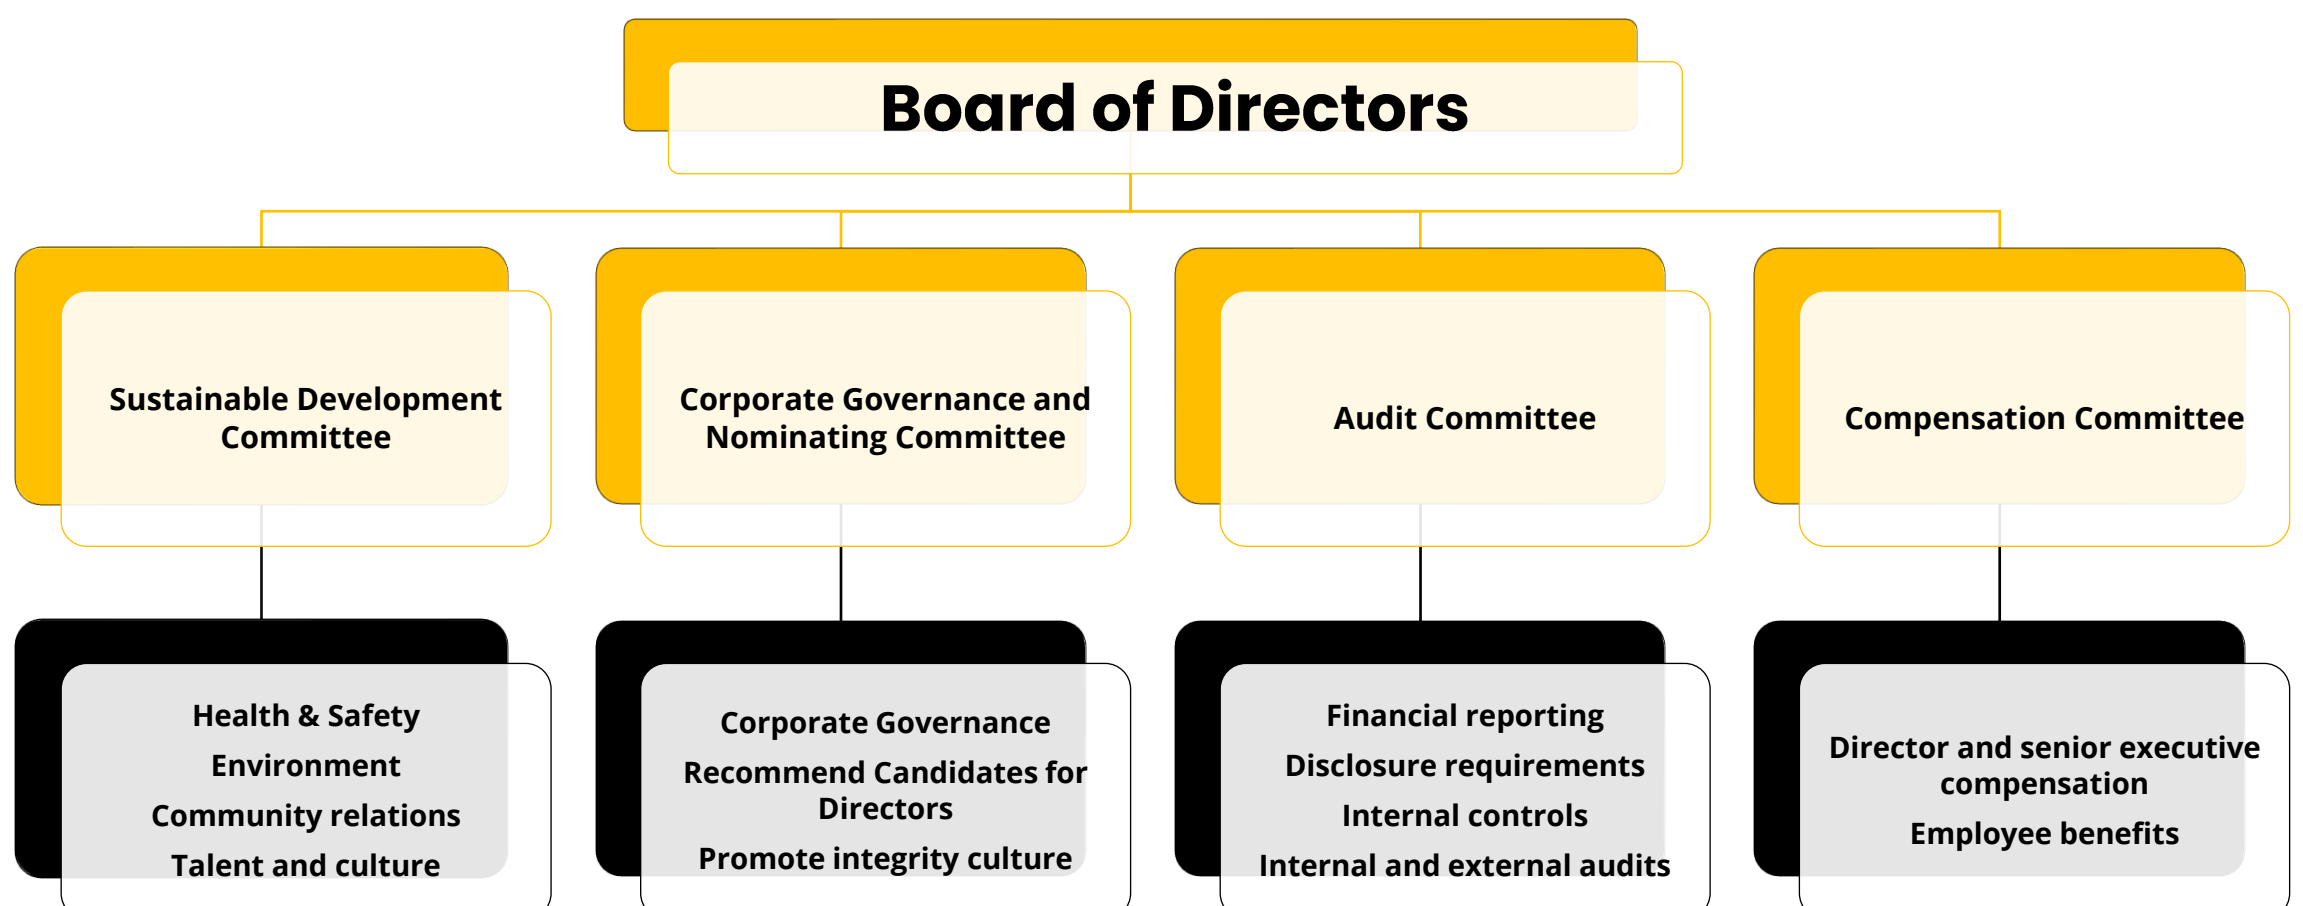 Board of Directors
Sustainable Development
Committee
Corporate Governance and
Nominating Committee
Audit Committee
Compensation Committee
Health & Safety
Environment
Community relations
Talent and culture
Corporate Governance
Recommend Candidates for
Directors
Promote integrity culture
Financial reporting
Disclosure requirements
Internal controls
Internal and external audits
Director and senior executive
compensation
Employee benefits